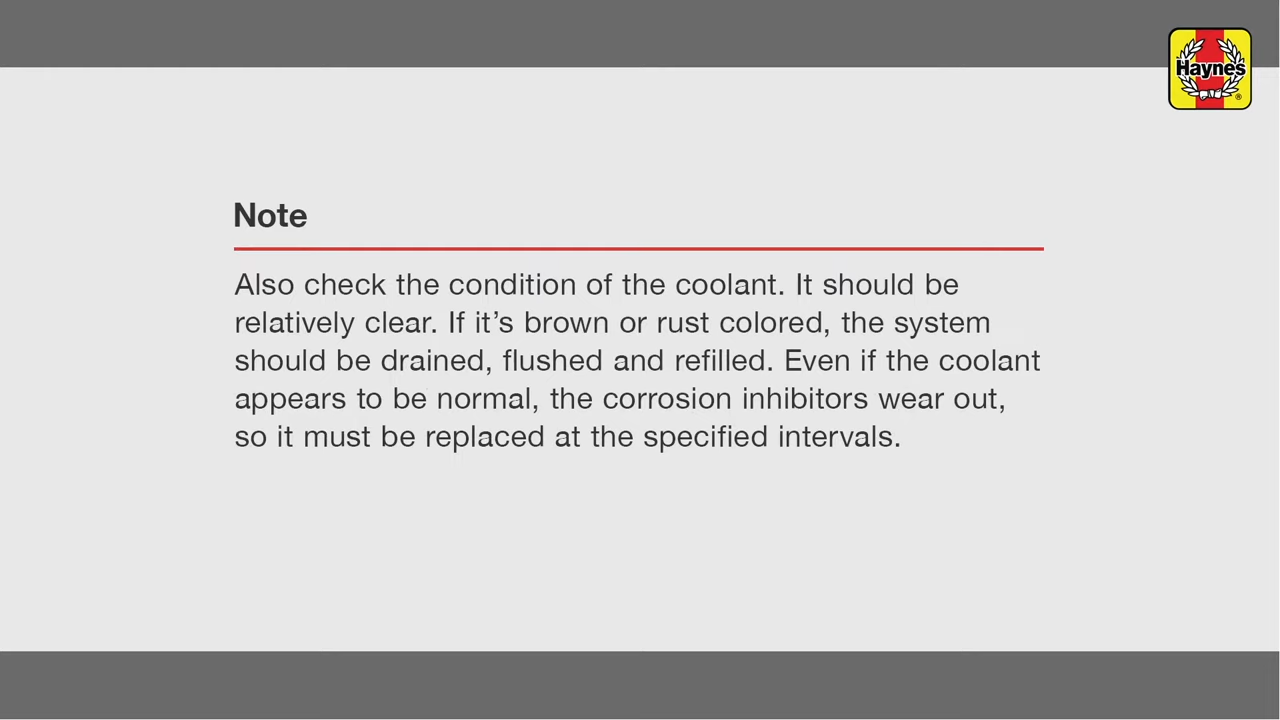 Haynes
Note
Also check the condition of the coolant. It should be
relatively clear. If it’s brown or rust colored, the system
should be drained, flushed and refilled. Even if the coolant
appears to be normal, the corrosion inhibitors wear out,
so it must be replaced at the specified intervals.